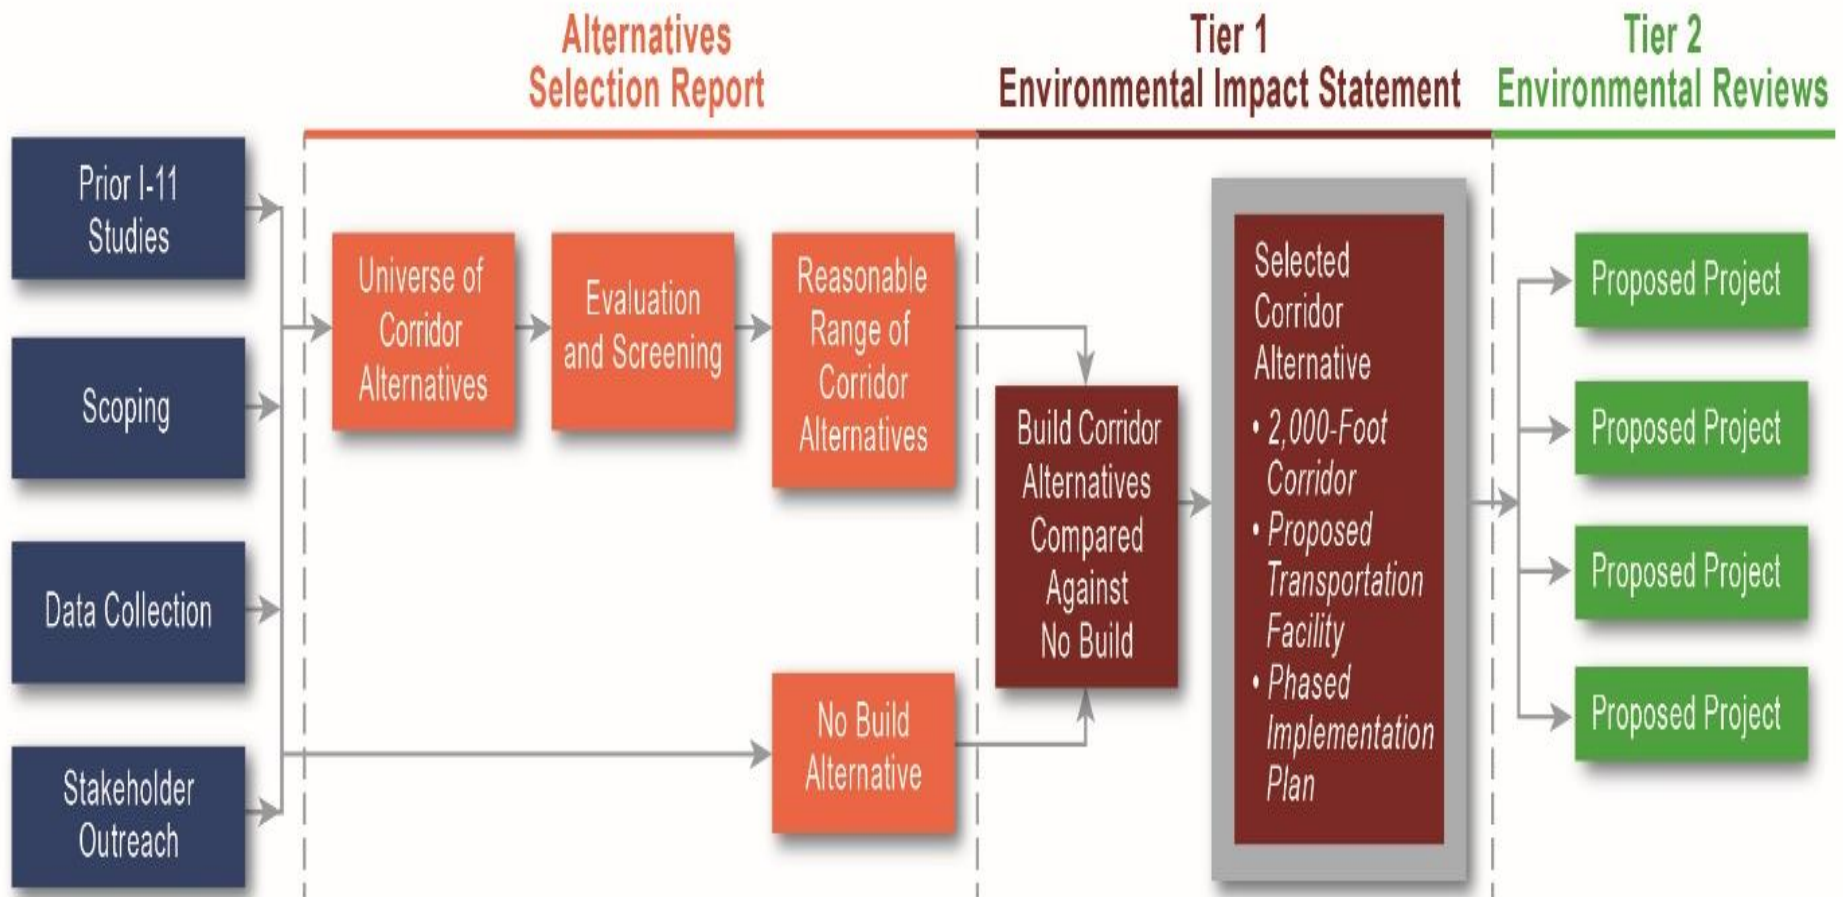 Alternatives
Selection Report
Tier 1
Environmental Impact Statement
Tier 2
Environmental Reviews
Prior I-11
Studies
Scoping
Data Collection
Stakeholder
Outreach
Universe of
Corridor
Alternatives
Evaluation
and Screening
Reasonable
Range of
Corridor
Alternatives
No Build
Alternative
Build Corridor
Alternatives
Compared
Against
No Build
Selected
Corridor
Alternative
• 2,000-Foot
Corridor
• Proposed
Transportation
Facility
• Phased
Implementation
Plan
Proposed Project
Proposed Project
Proposed Project
Proposed Project